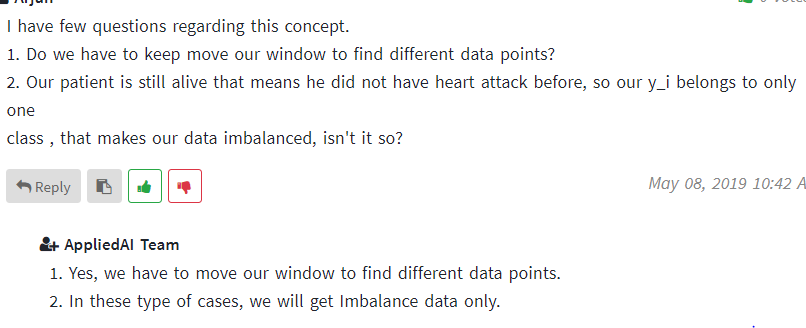 I have few questions regarding this concept.
1. Do we have to keep move our window to find different data points?
2. Our patient is still alive that means he did not have heart attack before, so our y_i belongs to only
one
class , that makes our data imbalanced, isn't it so?
Reply
May 08, 2019 10:42 A
AppliedAI Team
1. Yes, we have to move our window to find different data points.
2. In these type of cases, we will get Imbalance data only.